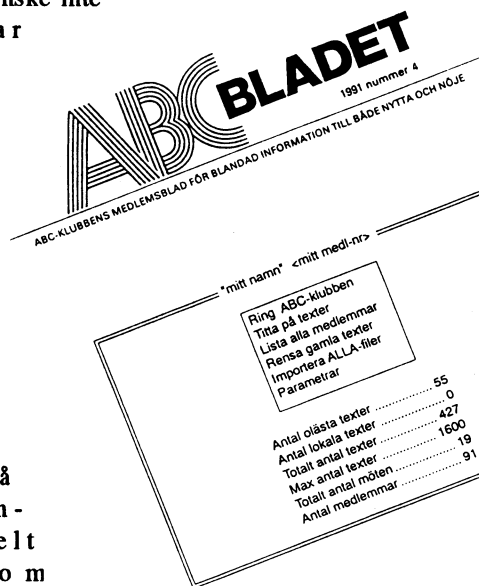 nske inte
a r
ABC BLADET
1991 nummer 4
ABC-KLUBBENS MEDLEMSBLAD FÖR BLANDAD INFORMATION TILL BÅDE NYTTA OCH NÖJE
"mitt namn" <mitt medl-nr>
Ring ABC-klubben
Titta på texter
Lista alla medlemmar
Rensa gamla texter
Importera ALLA-filer
Parametrar
Antal olästa texter ................ 55
Antal lokala texter ................ 0
Totalt antal texter ................ 427
Max antal texter ................ 1600
Totalt antal möten ................ 19
Antal medlemmar ................ 91
å
n -
e l t
o m